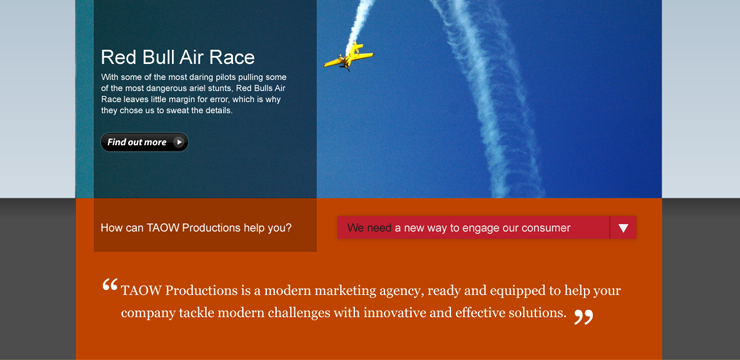 Red Bull Air Race
With some of the most daring pilots pulling some
of the most dangerous ariel stunts, Red Bulls Air
Race leaves little margin for error, which is why
they chose us to sweat the details.
Find out more
How can TAOW Productions help you?
We need a new way to engage our consumer
“TAOW Productions is a modern marketing agency, ready and equipped to help your
company tackle modern challenges with innovative and effective solutions.”